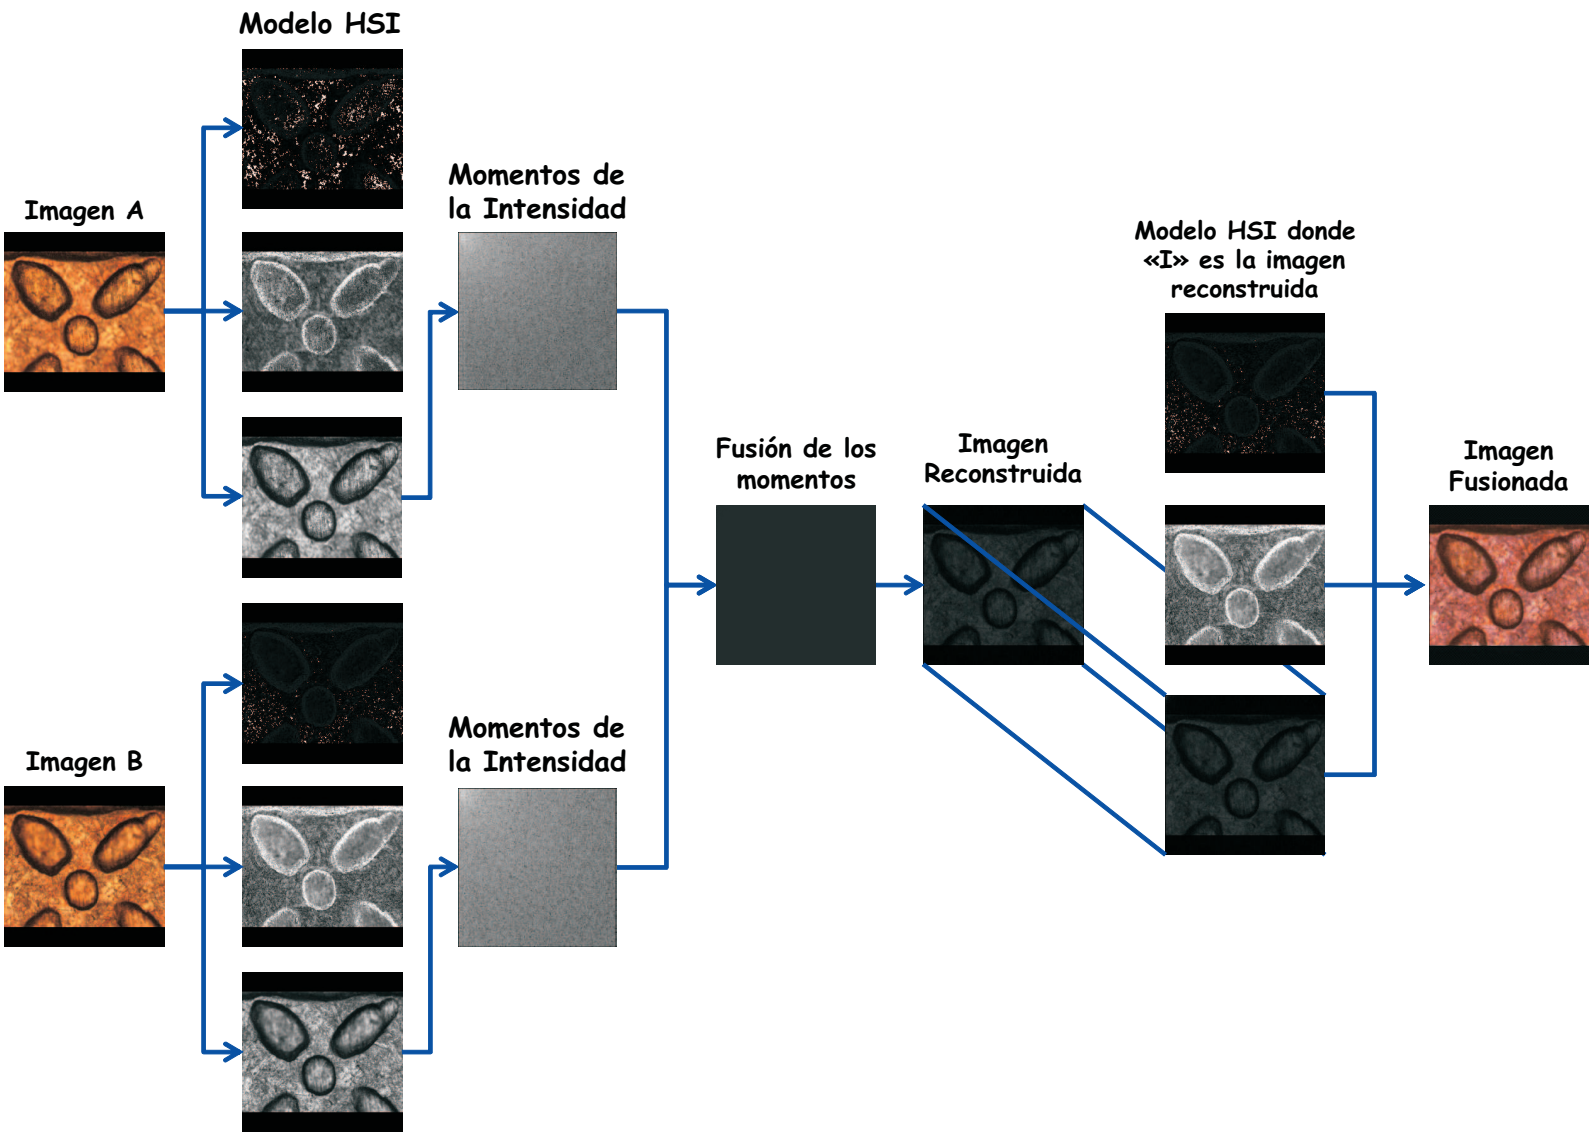 Modelo HSI
Imagen A
Momentos de
la Intensidad
Modelo HSI donde
«I» es la imagen
reconstruida
Fusión de los
momentos
Imagen
Reconstruida
Imagen
Fusionada
Imagen B
Momentos de
la Intensidad